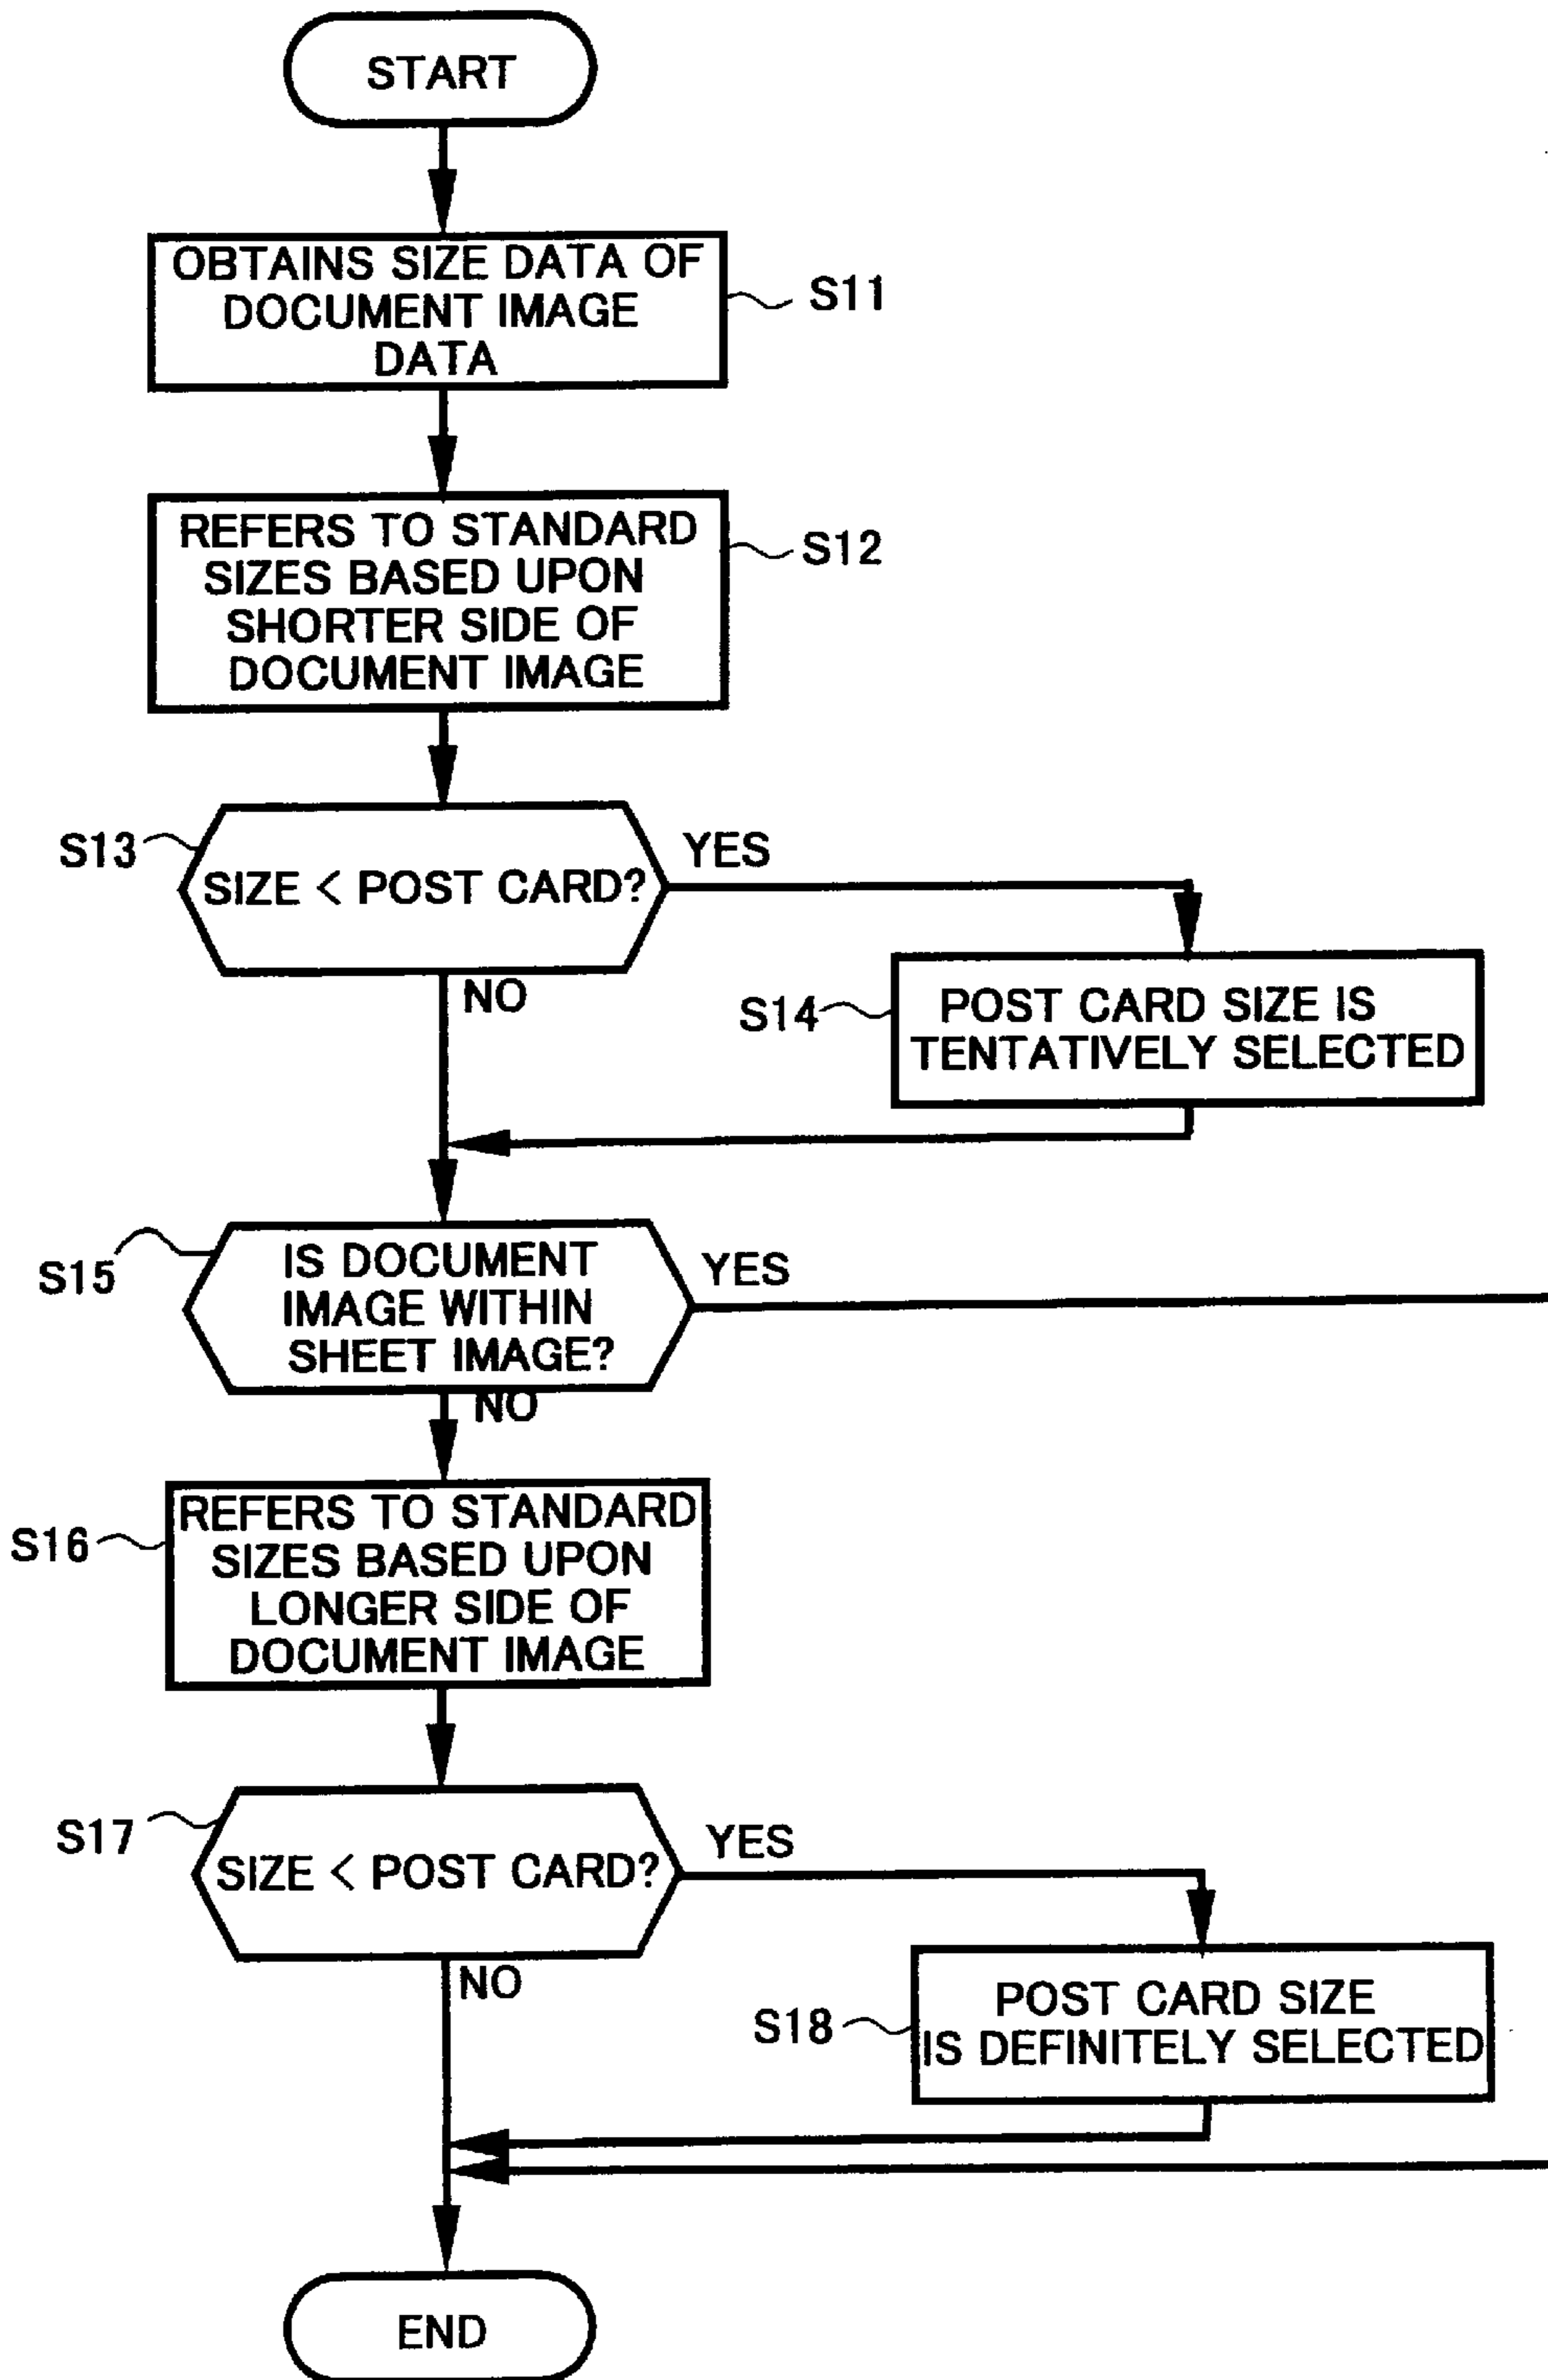 START
OBTAINS SIZE DATA OF
DOCUMENT IMAGE
DATA
S11
REFERS TO STANDARD
SIZES BASED UPON
SHORTER SIDE OF
DOCUMENT IMAGE
S12
S13
SIZE < POST CARD?
YES
NO
S14
POST CARD SIZE IS
TENTATIVELY SELECTED
S15
IS DOCUMENT
IMAGE WITHIN
SHEET IMAGE?
YES
NO
S16
REFERS TO STANDARD
SIZES BASED UPON
LONGER SIDE OF
DOCUMENT IMAGE
S17
SIZE < POST CARD?
YES
NO
S18
POST CARD SIZE
IS DEFINITELY SELECTED
END